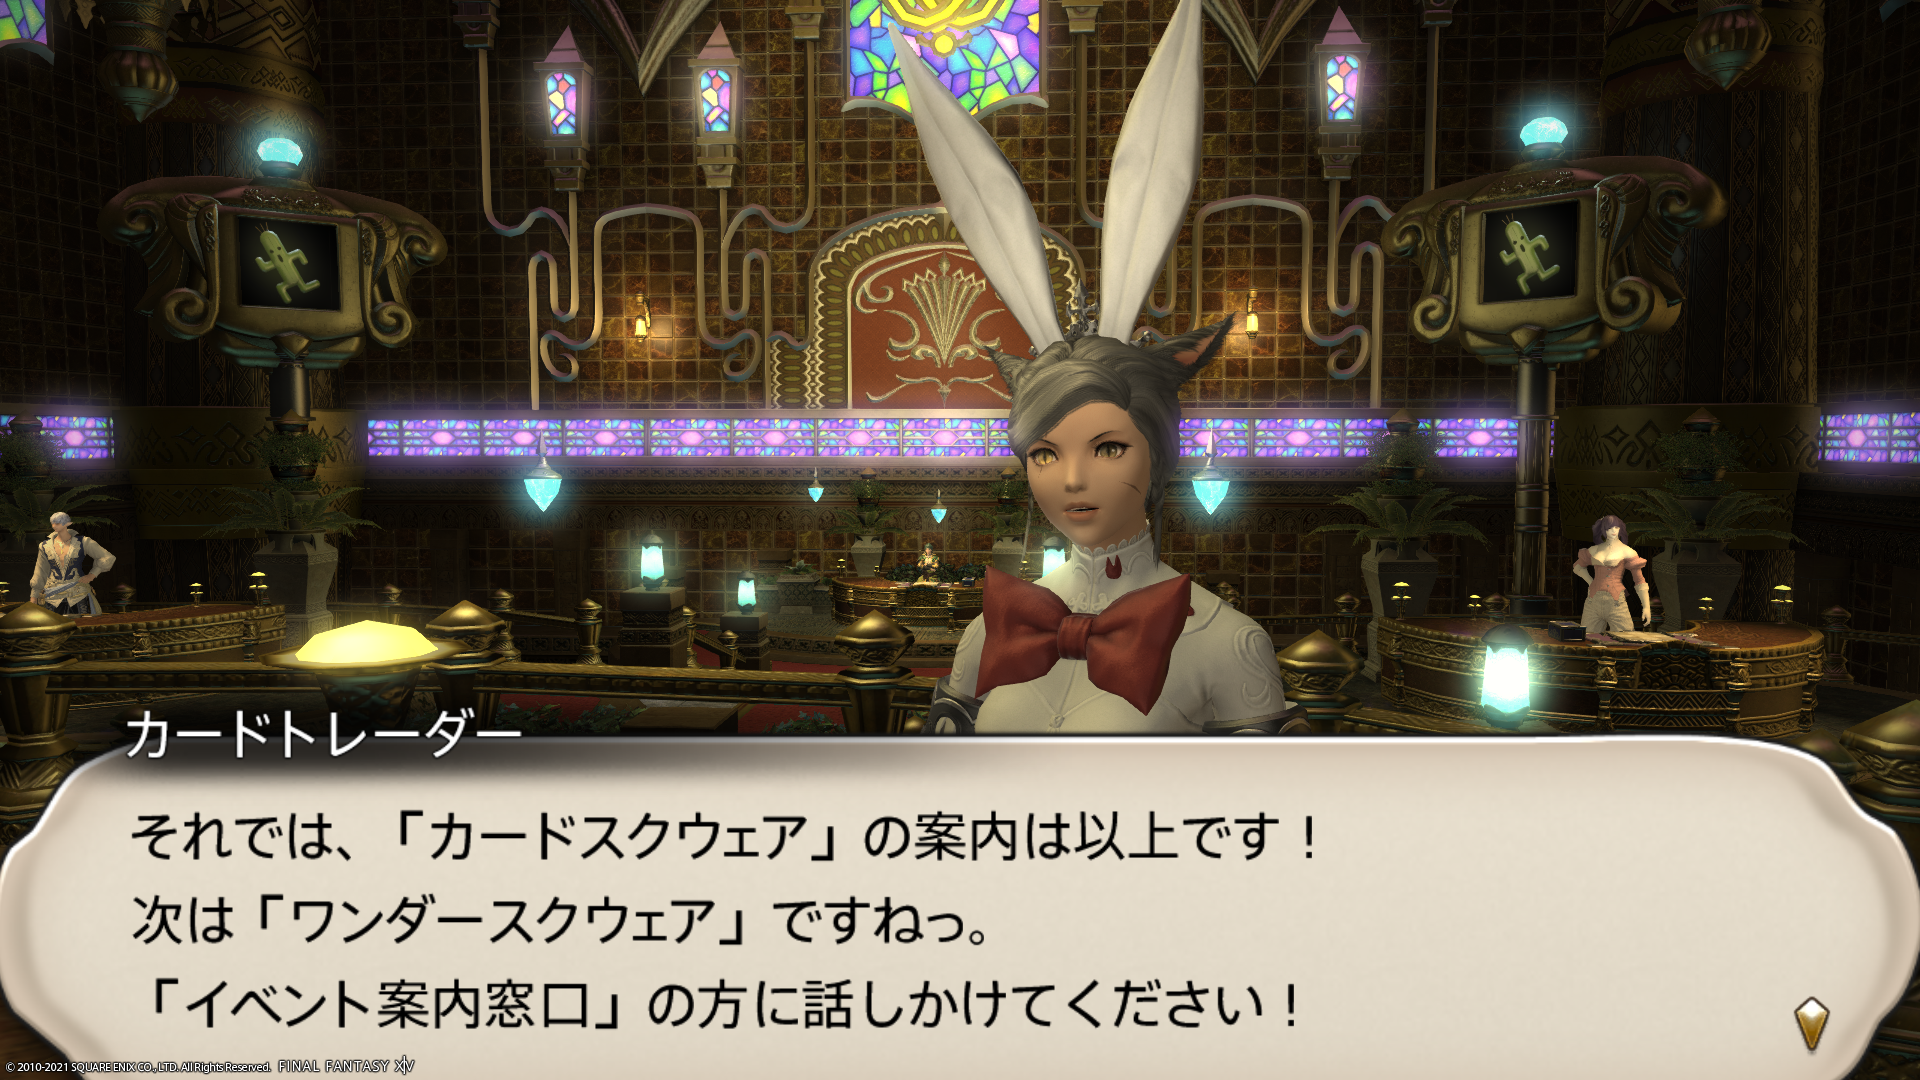 カードトレーダー
それでは、「カードスクウェア」の案内は以上です！
次は「ワンダースクウェア」ですねっ。
「イベント案内窓口」の方に話しかけてください！
© 2010-2021 SQUARE ENIX CO., LTD. All Rights Reserved. FINAL FANTASY XIV